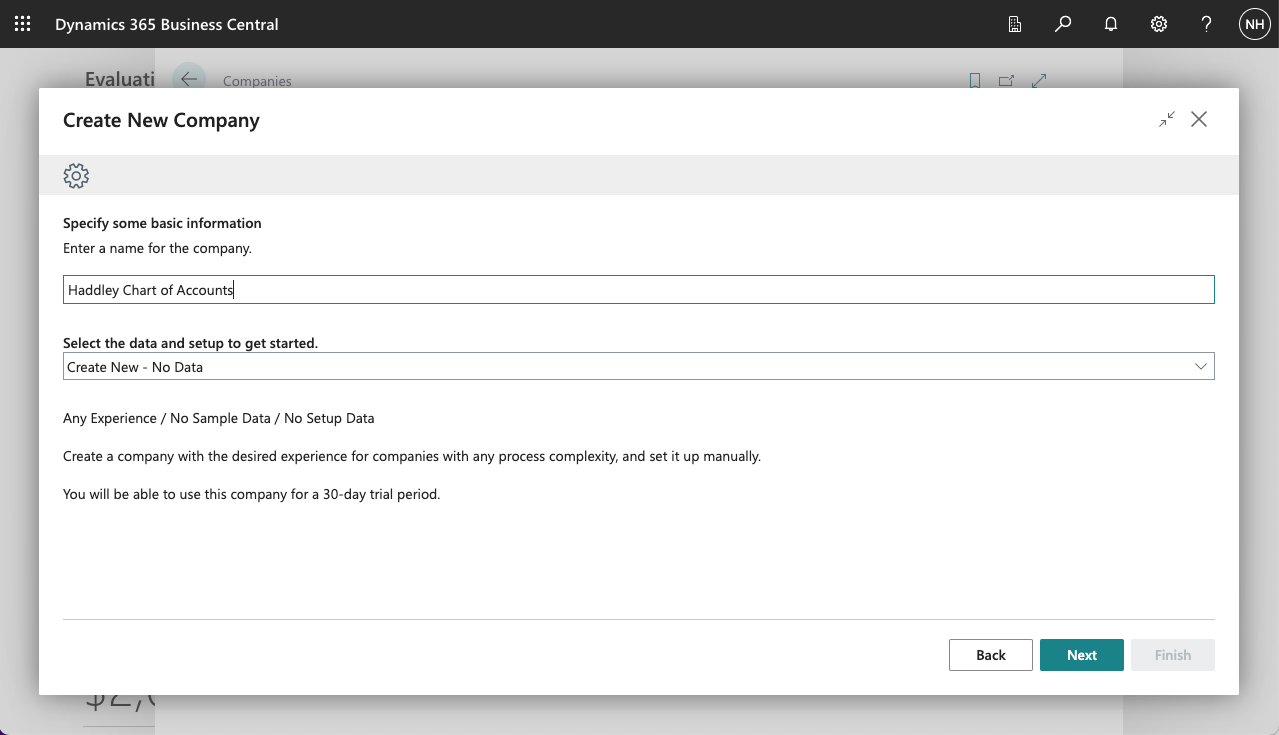 Dynamics 365 Business Central
NH
Evaluati
Companies
Create New Company
Specify some basic information
Enter a name for the company.
Haddley Chart of Accounts
Select the data and setup to get started.
Create New - No Data
Any Experience / No Sample Data / No Setup Data
Create a company with the desired experience for companies with any process complexity, and set it up manually.
You will be able to use this company for a 30-day trial period.
Back
Next
Finish